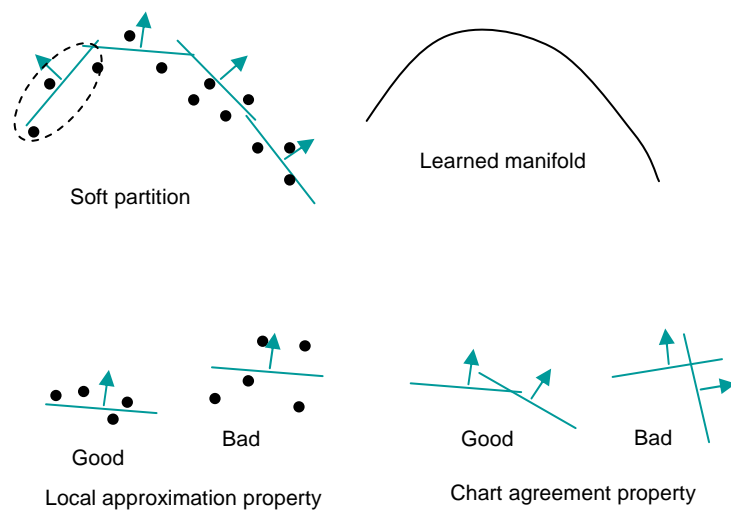 Soft partition
Learned manifold
Good
Bad
Local approximation property
Good
Bad
Chart agreement property